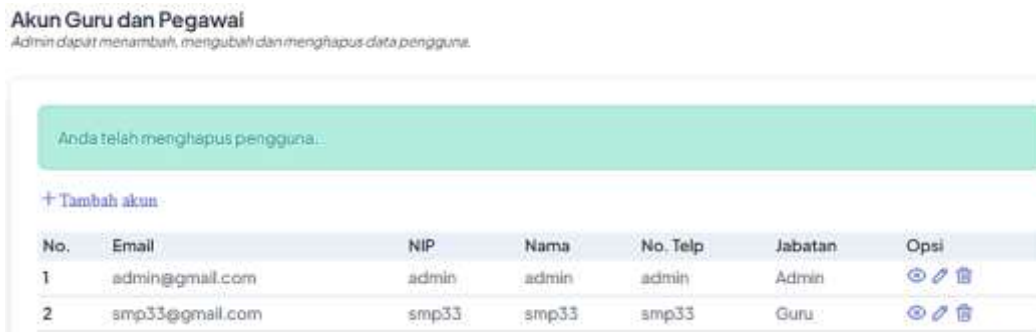 Akun Guru dan Pegawai
Admin dapat menambah, mengubah dan menghapus data pengguna.
Anda telah menghapus pengguna...
+ Tambah akun
No. Email NIP Nama No. Telp Jabatan Opsi
1 admin@gmail.com admin admin admin Admin
2 smp33@gmail.com smp33 smp33 smp33 Guru